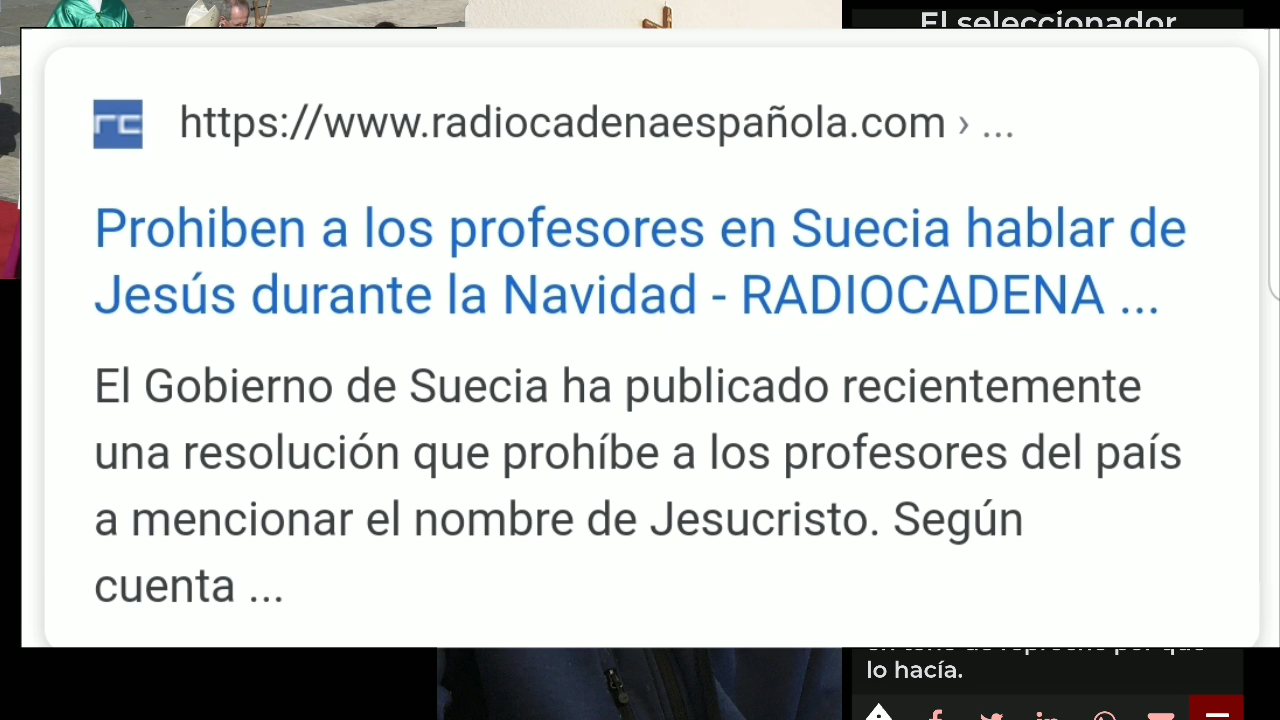 El seleccionador
rc https://www.radiocadenaespañola.com › ...
Prohiben a los profesores en Suecia hablar de
Jesús durante la Navidad - RADIOCADENA ...
El Gobierno de Suecia ha publicado recientemente
una resolución que prohíbe a los profesores del país
a mencionar el nombre de Jesucristo. Según
cuenta ...
lo hacía.